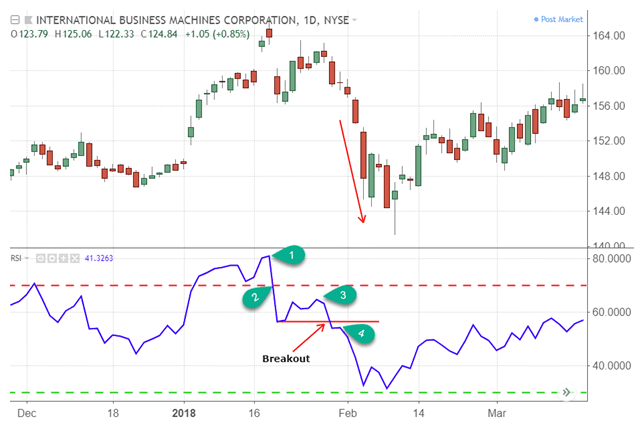 INTERNATIONAL BUSINESS MACHINES CORPORATION, 1D, NYSE
Post Market
O123.79 H125.06 L122.33 C124.84 +1.05 (+0.85%)
164.00
160.00
156.00
152.00
148.00
144.00
140.00
RSI 41.3263
80.0000
1
2
3
60.0000
4
Breakout
40.0000
Dec 18 2018 16 Feb 14 Mar